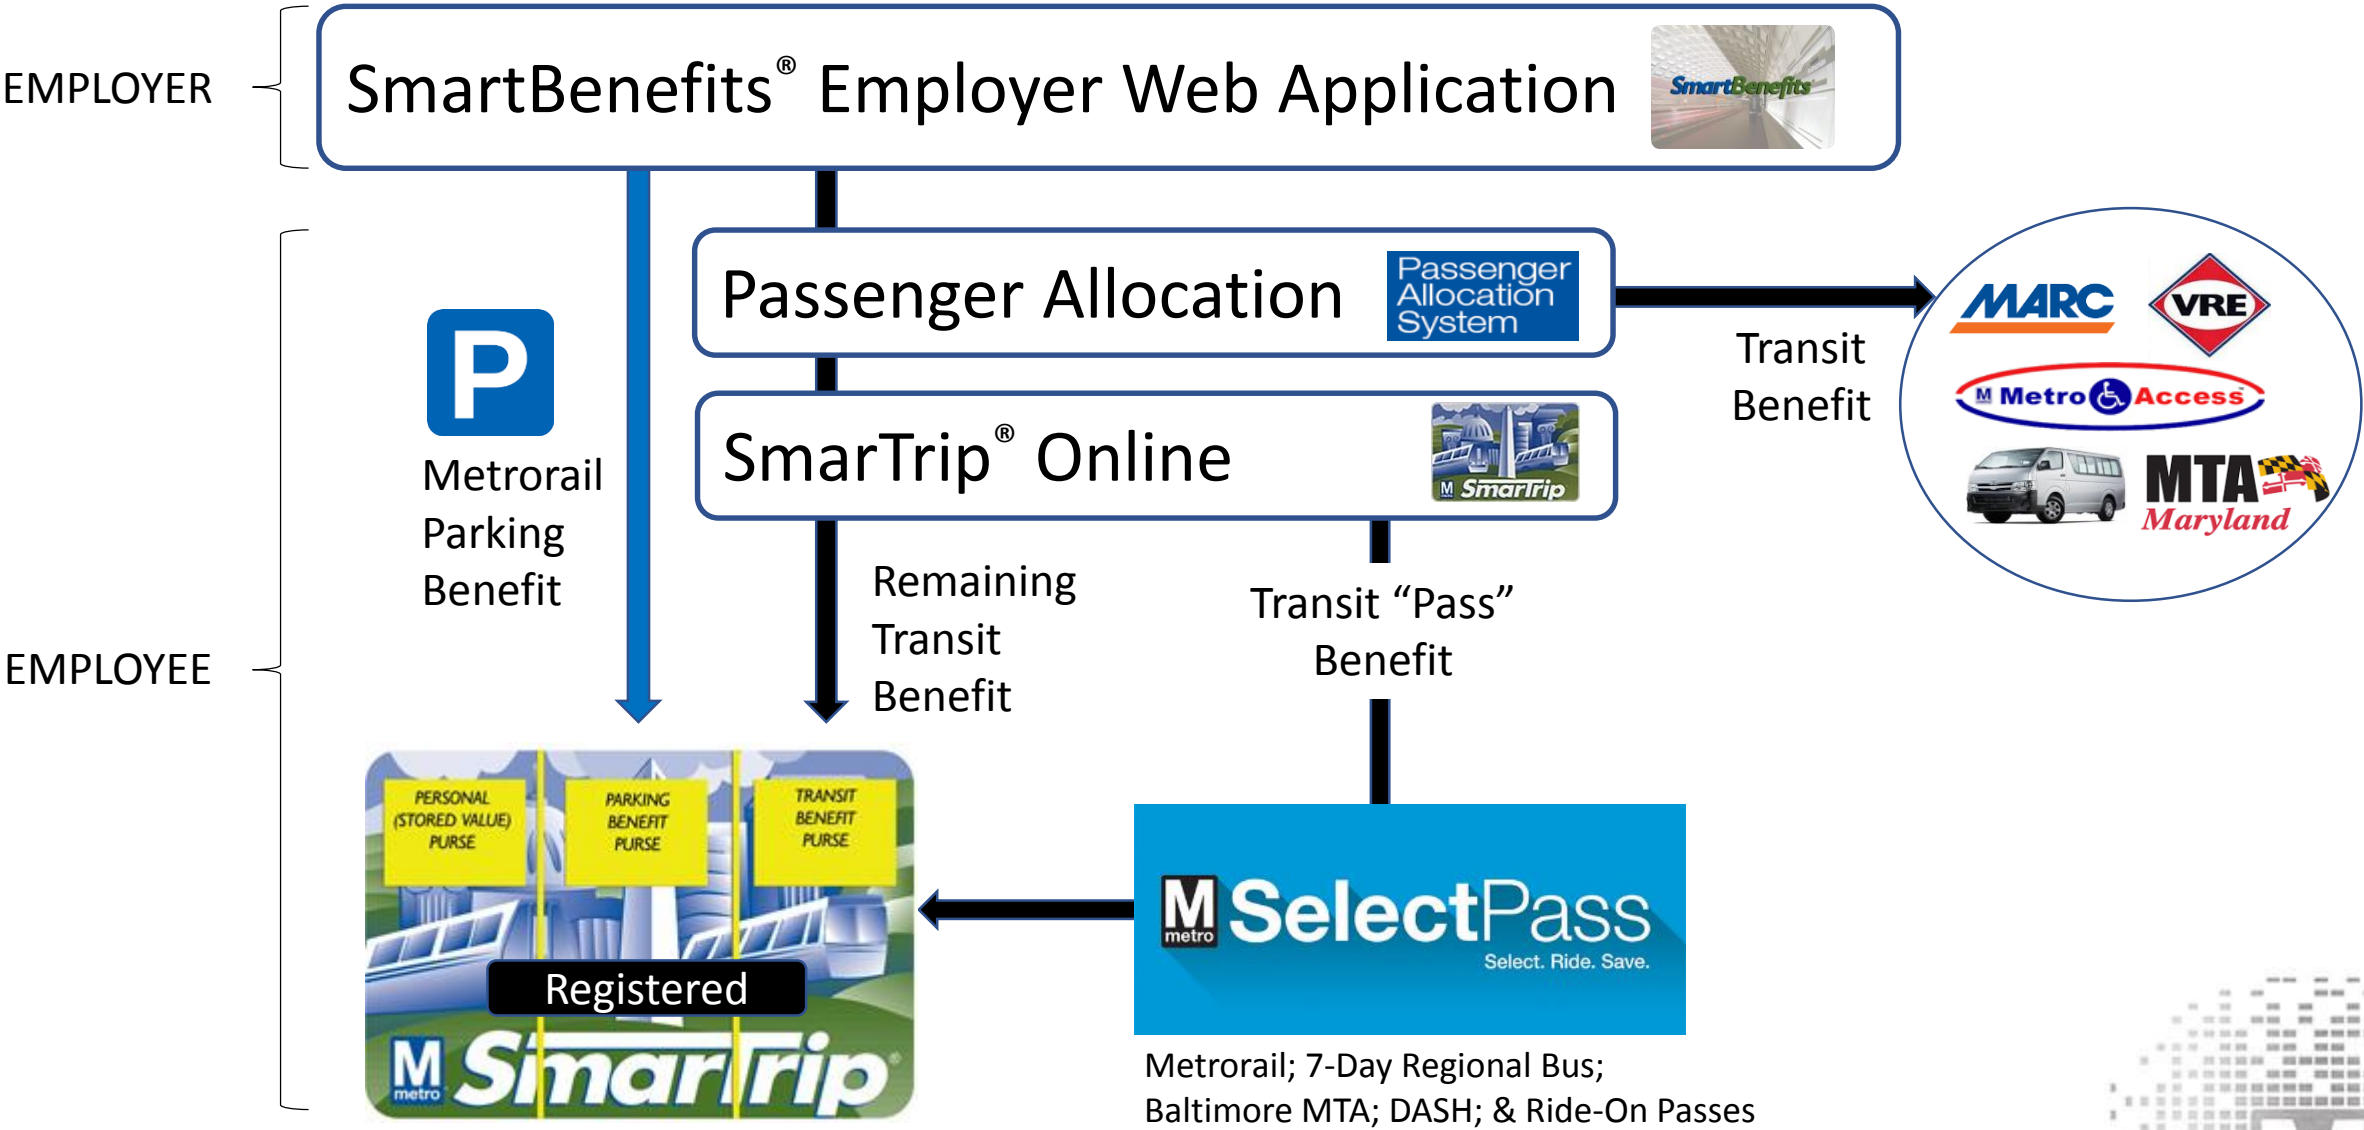 EMPLOYER
SmartBenefits® Employer Web Application
SmartBenefits
Passenger Allocation
Passenger
Allocation
System
MARC
VRE
Transit
Benefit
M MetroAccess
P
SmarTrip® Online
M SmarTrip
MTA
Maryland
Metrorail
Parking
Benefit
Remaining
Transit
Benefit
Transit “Pass”
Benefit
EMPLOYEE
PERSONAL
(STORED VALUE)
PURSE
PARKING
BENEFIT
PURSE
TRANSIT
BENEFIT
PURSE
M
metro
SelectPass
Select. Ride. Save.
Registered
M
metro
SmarTrip®
Metrorail; 7-Day Regional Bus;
Baltimore MTA; DASH; & Ride-On Passes